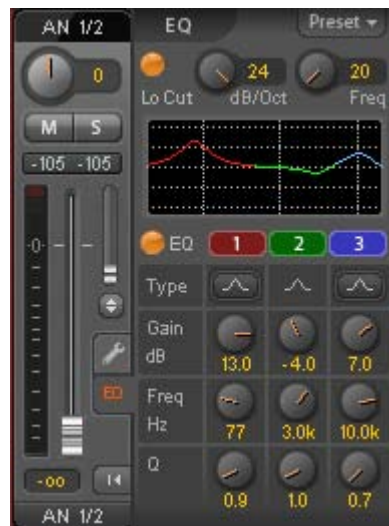 AN 1/2
EQ
Preset
0
24
20
Lo Cut
dB/Oct
Freq
M
S
-105 -105
-0-
EQ
1
2
3
Type
Gain
dB
13.0
-4.0
7.0
EQ
Freq
Hz
77
3.0k
10.0k
Q
0.9
1.0
0.7
-oo
AN 1/2